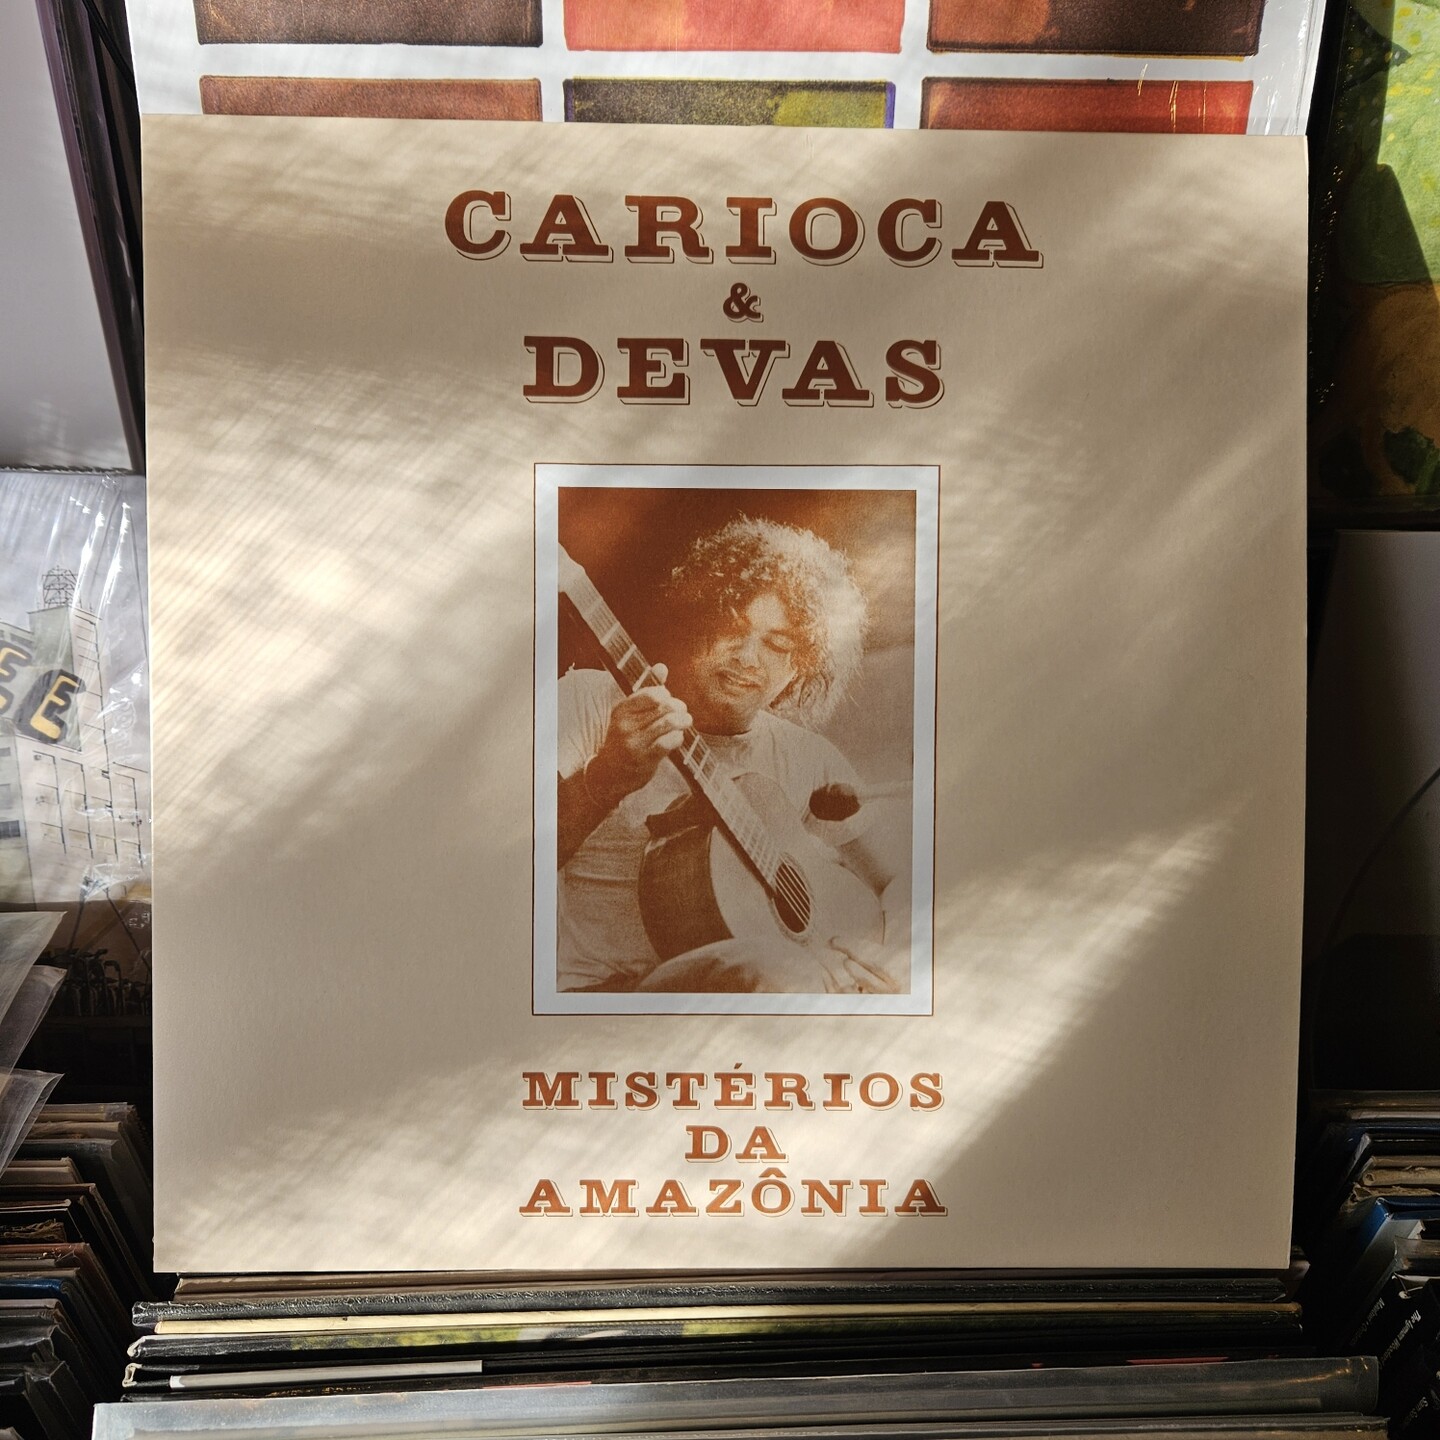 CARIOCA
&
DEVAS
MISTÉRIOS
DA
AMAZÔNIA